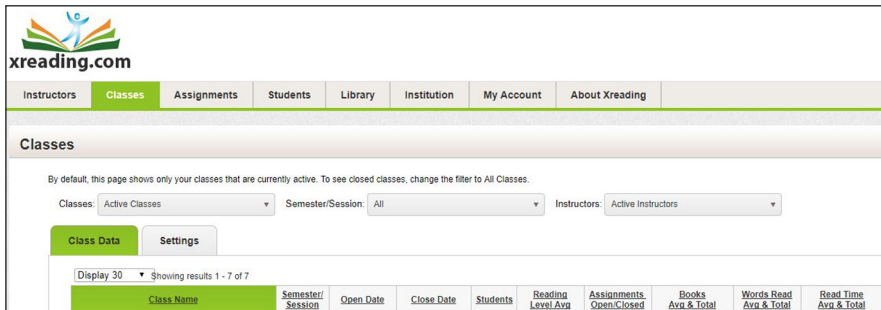 xreading.com
Instructors Classes Assignments Students Library Institution My Account About Xreading
Classes
By default, this page shows only your classes that are currently active. To see closed classes, change the filter to All Classes.
Classes: Active Classes Semester/Session: All Instructors: Active Instructors
Class Data Settings
Display 30 Showing results 1 - 7 of 7
Class Name Semester/ Open Date Close Date Students Reading Assignments Books Words Read Read Time
Session Level Avg Open/Closed Avg & Total Avg & Total Avg & Total